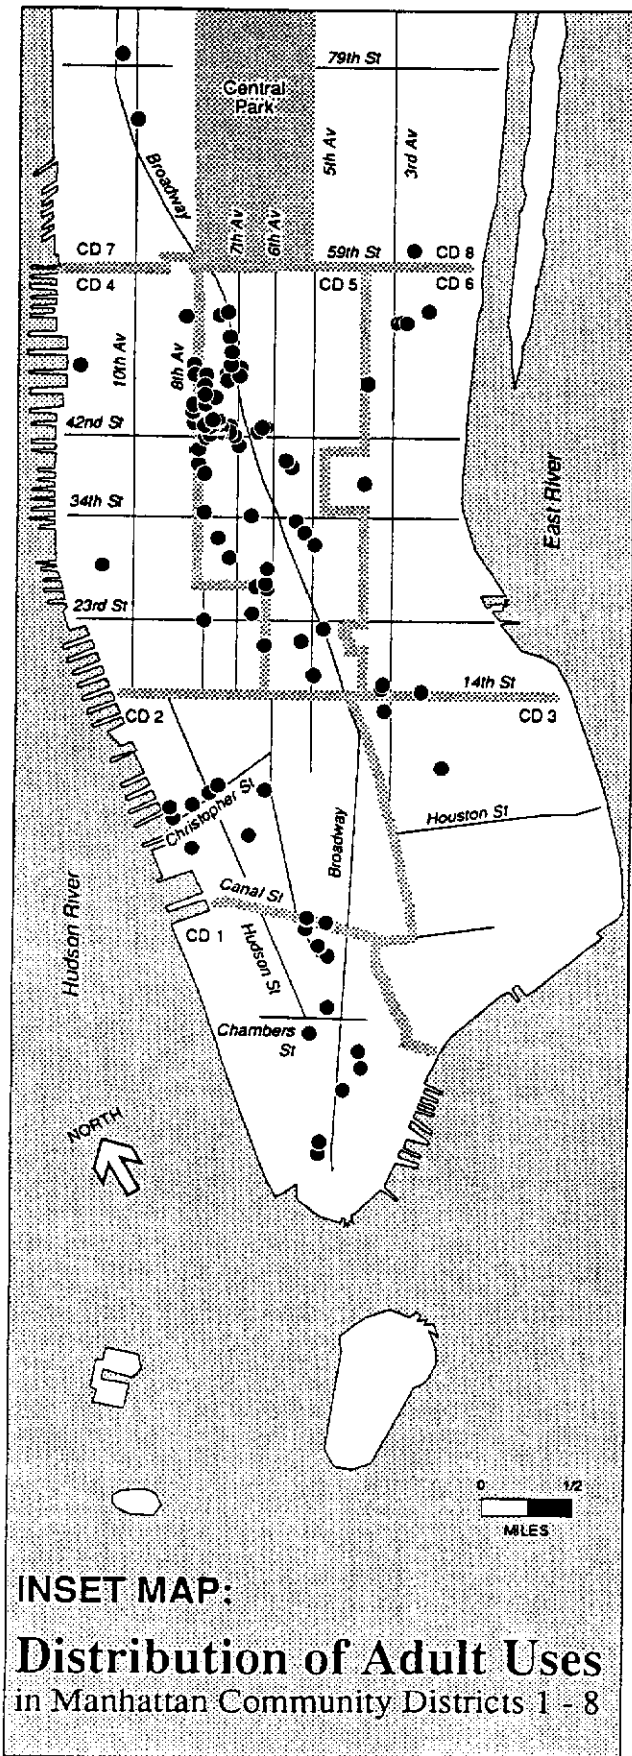 79th St
Central
Park
5th Av
3rd Av
Broadway
7th Av
6th Av
CD 7
59th St
CD 8
CD 4
CD 5
CD 6
10th Av
8th Av
42nd St
34th St
East River
23rd St
14th St
CD 2
CD 3
Christopher St
Broadway
Houston St
Canal St
Hudson River
CD 1
Hudson St
Chambers
St
NORTH
0 1/2
MILES
INSET MAP:
Distribution of Adult Uses
in Manhattan Community Districts 1 - 8